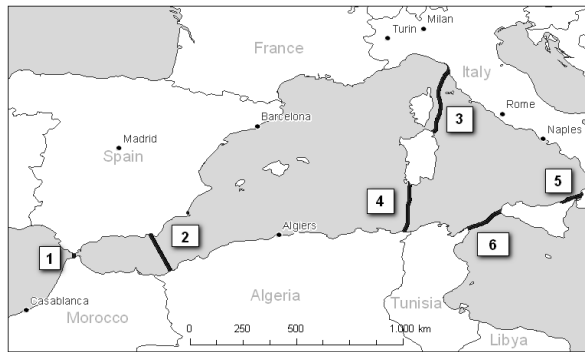 Milan
Turin
France
Italy
Barcelona
3
Rome
Madrid
Naples
Spain
5
4
2
Algiers
6
1
Casablanca
Algeria
Tunisia
Morocco
0 250 500 1.000 km
Libya